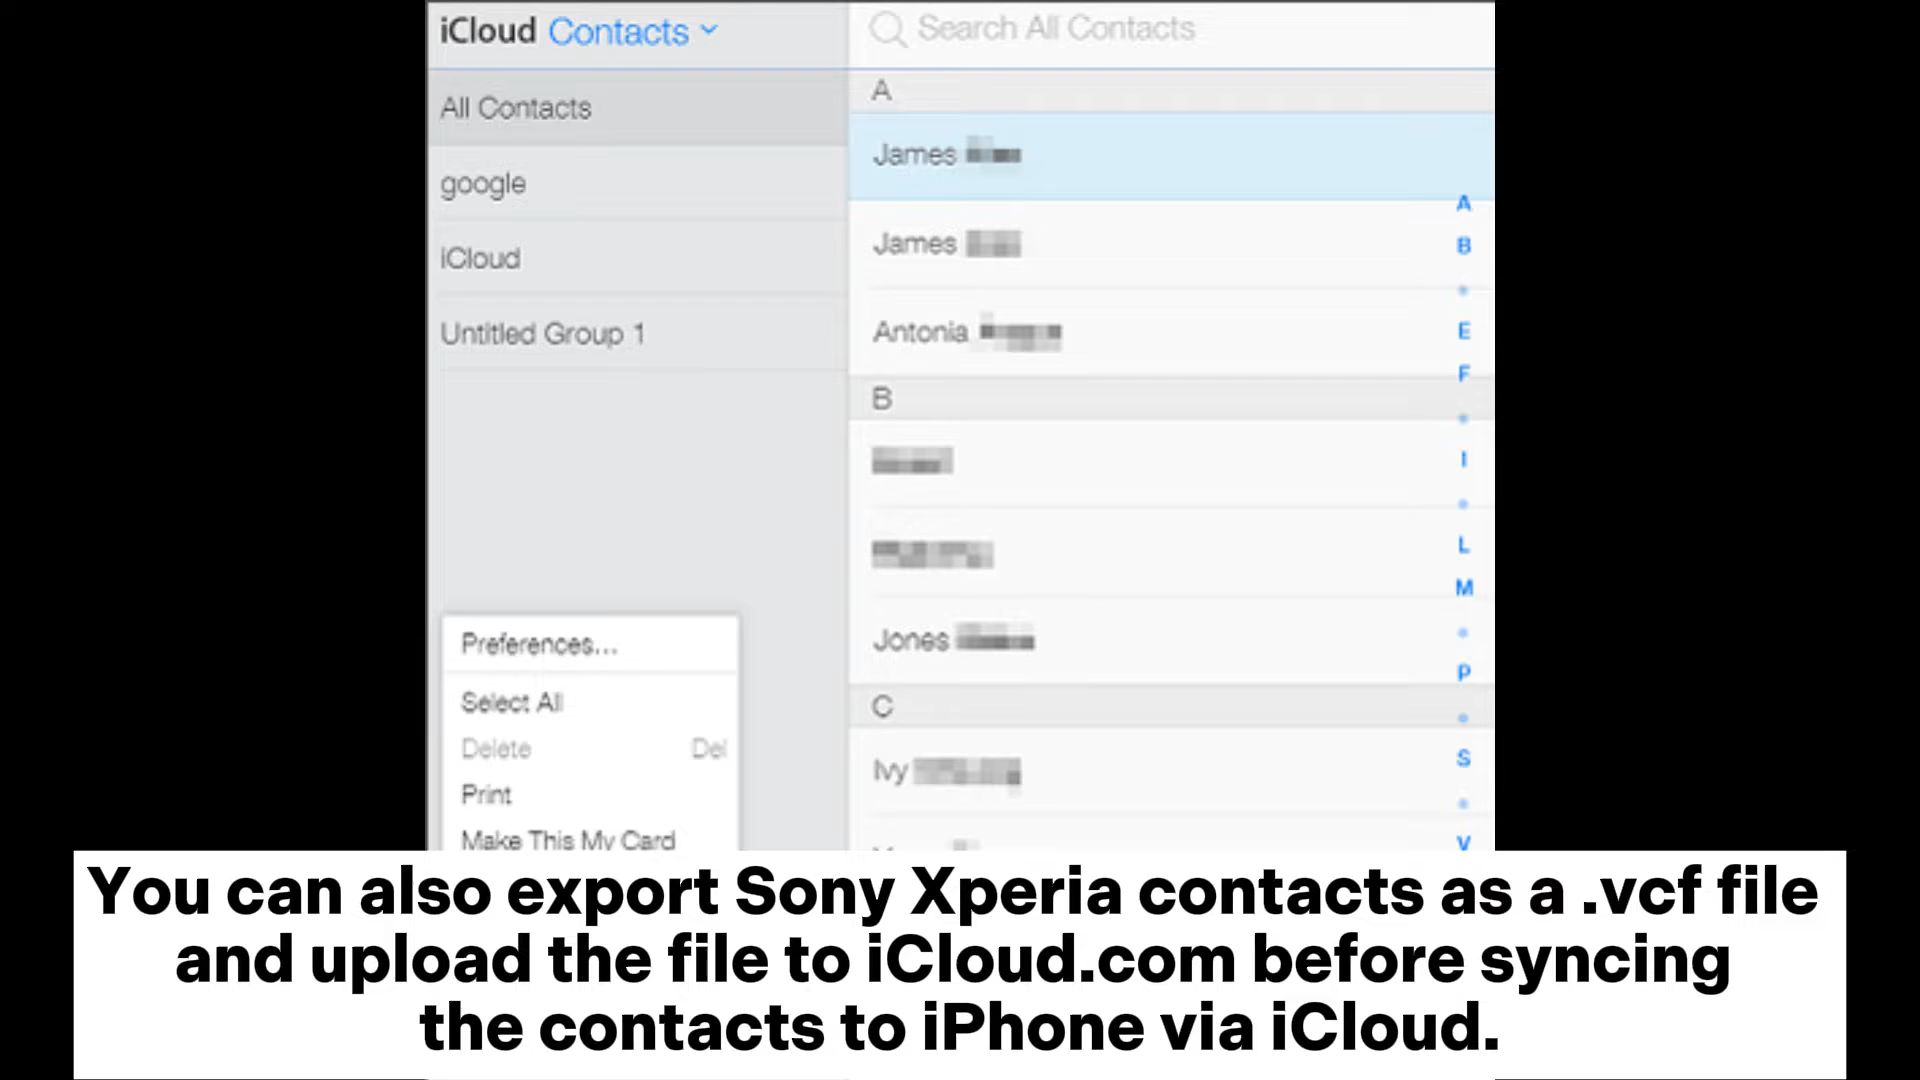 iCloud Contacts
Search All Contacts
All Contacts
google
iCloud
Untitled Group 1
Preferences...
Select All
Delete Del
Print
Make This My Card
A
James
James
Antonia
B
Jones
C
Ivy
A
B
E
F
I
L
M
P
S
V
You can also export Sony Xperia contacts as a .vcf file
and upload the file to iCloud.com before syncing
the contacts to iPhone via iCloud.